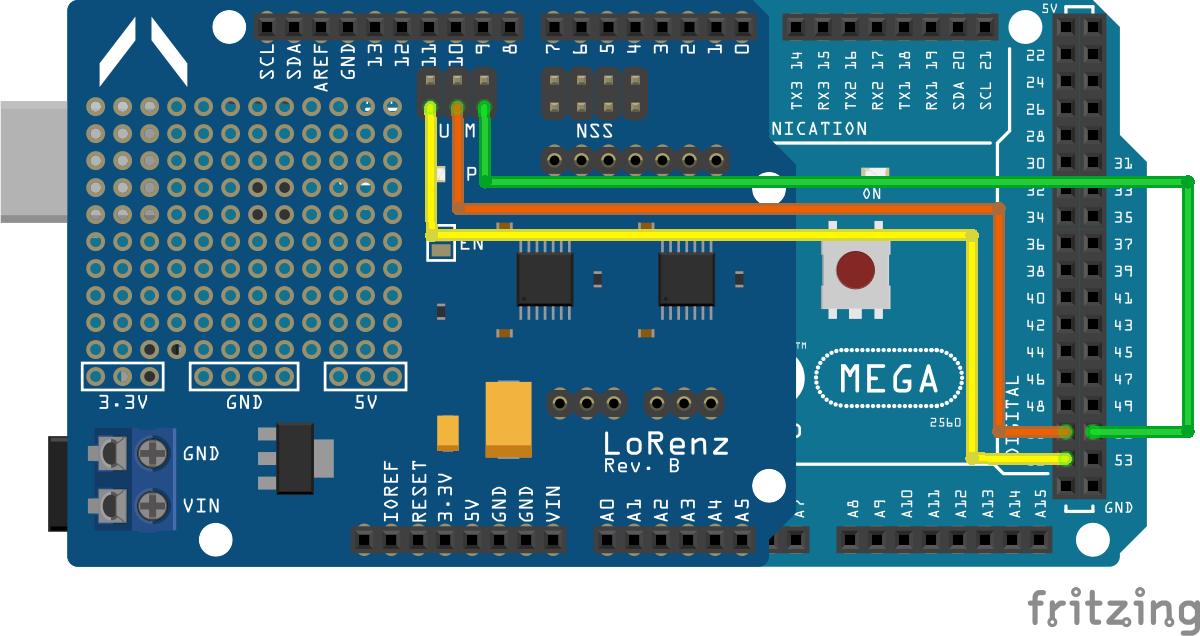 SCL
SDA
AREF
GND
13
12
11
10
9
8
7
6
5
4
3
2
1
0
TX3 14
RX3 15
TX2 16
RX2 17
TX1 18
RX1 19
SDA 20
SCL 21
5V
22
24
26
28
30
31
32
33
34
35
36
37
38
39
40
41
42
43
44
45
46
47
48
49
53
GND
U M
NSS
NICATION
P
ON
EN
TM
MEGA
2560
DIGITAL
3.3V
GND
5V
GND
VIN
LoRenz
Rev. B
IOREF
RESET
3.3V
5V
GND
GND
VIN
A0
A1
A2
A3
A4
A5
A7
A8
A9
A10
A11
A12
A13
A14
A15
fritzing